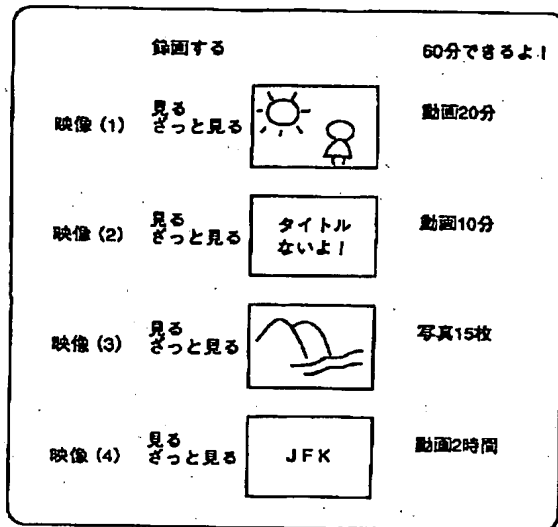 録画する 60分できるよ!
映像 (1) 見る
ざっと見る
動画20分
映像 (2) 見る
ざっと見る
タイトル
ないよ!
動画10分
映像 (3) 見る
ざっと見る
写真15枚
映像 (4) 見る
ざっと見る
JFK
動画2時間